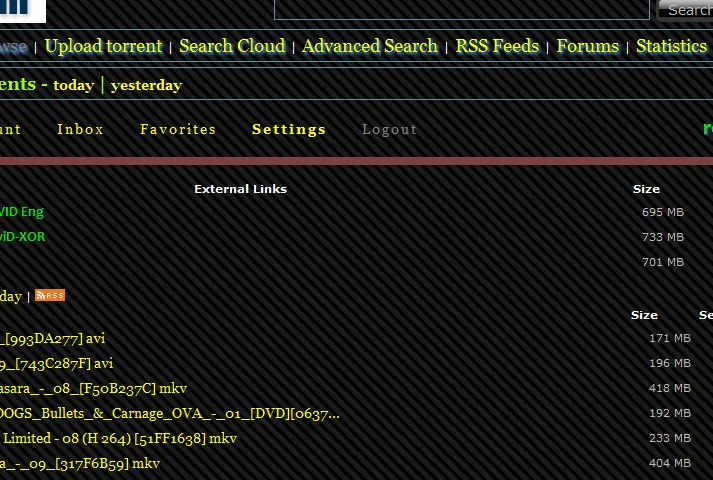 Search
wse | Upload torrent | Search Cloud | Advanced Search | RSS Feeds | Forums | Statistics
ents - today | yesterday
unt Inbox Favorites Settings Logout
External Links Size
VID Eng 695 MB
viD-XOR 733 MB
701 MB
day | RSS
Size Se
_[993DA277] avi 171 MB
9_[743C287F] avi 196 MB
asara_-_08_[F50B237C] mkv 418 MB
DOGS_Bullets_&_Carnage_OVA_-_01_[DVD][0637... 192 MB
Limited - 08 (H 264) [51FF1638] mkv 233 MB
a_-_09_[317F6B59] mkv 404 MB